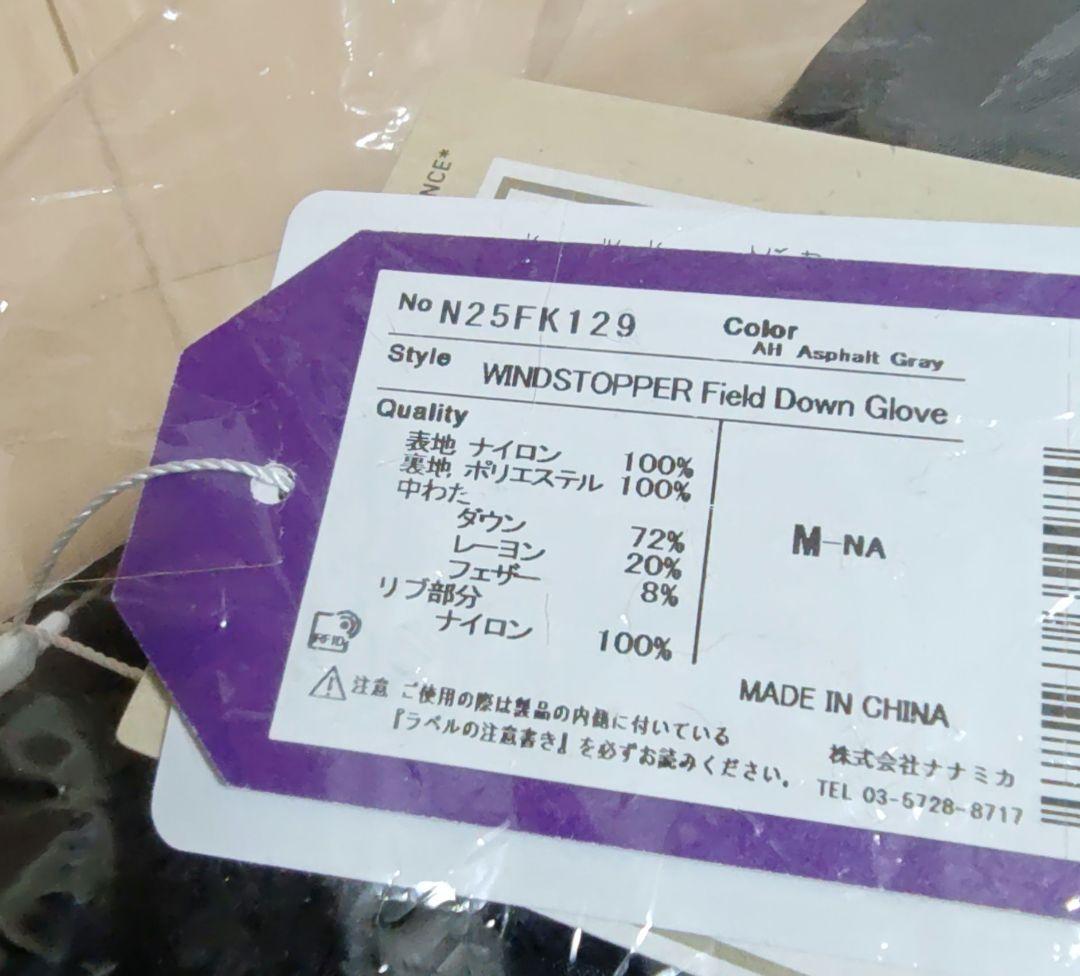 NCE*
No N25FK129
Color
AH Asphalt Gray
Style WINDSTOPPER Field Down Glove
Quality
表地 ナイロン 100%
裏地 ポリエステル 100%
中わた
ダウン 72%
レーヨン 20%
フェザー 8%
リブ部分
ナイロン 100%
M-NA
RFID
注意 ご使用の際は製品の内側に付いている
『ラベルの注意書き』を必ずお読みください。
MADE IN CHINA
株式会社ナナミカ
TEL 03-5728-8717